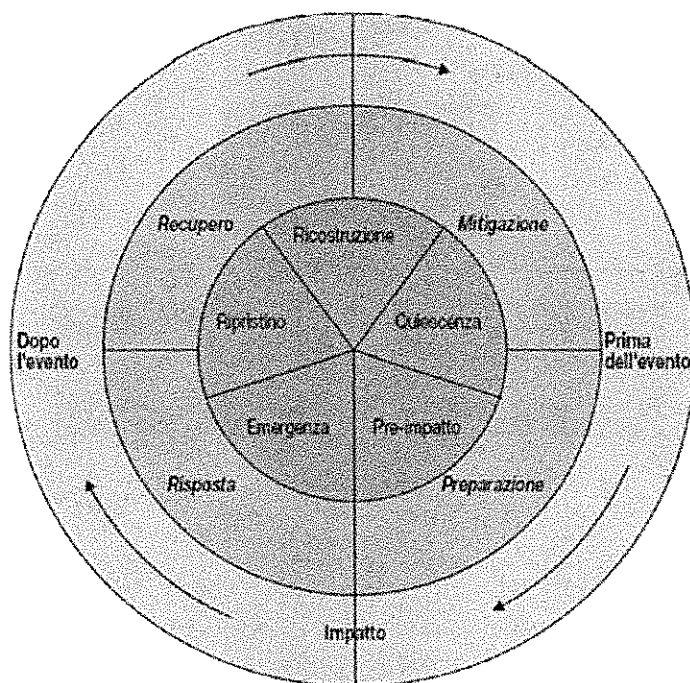 Recupero
Ricostruzione
Mitigazione
Ripristino
Quiescenza
Dopo
l'evento
Prima
dell'evento
Emergenza
Pre-impatto
Risposta
Preparazione
Impatto